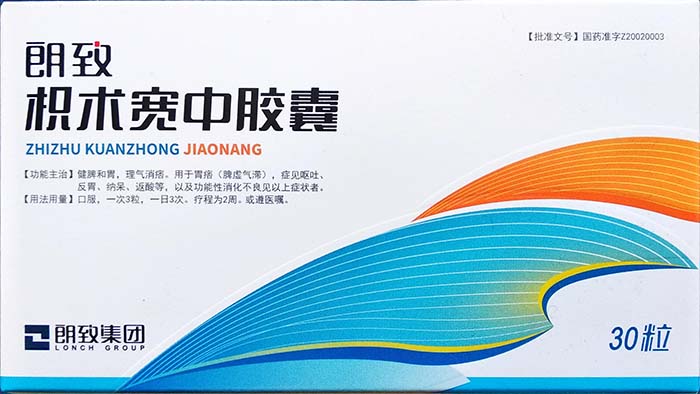 【批准文号】国药准字Z20020003
朗致
枳术宽中胶囊
ZHIZHU KUANZHONG JIAONANG
【功能主治】健脾和胃，理气消痞。用于胃痞（脾虚气滞），症见呕吐、
反胃、纳呆、返酸等，以及功能性消化不良见以上症状者。
【用法用量】口服，一次3粒，一日3次。疗程为2周。或遵医嘱。
朗致集团
LONCH GROUP
30粒